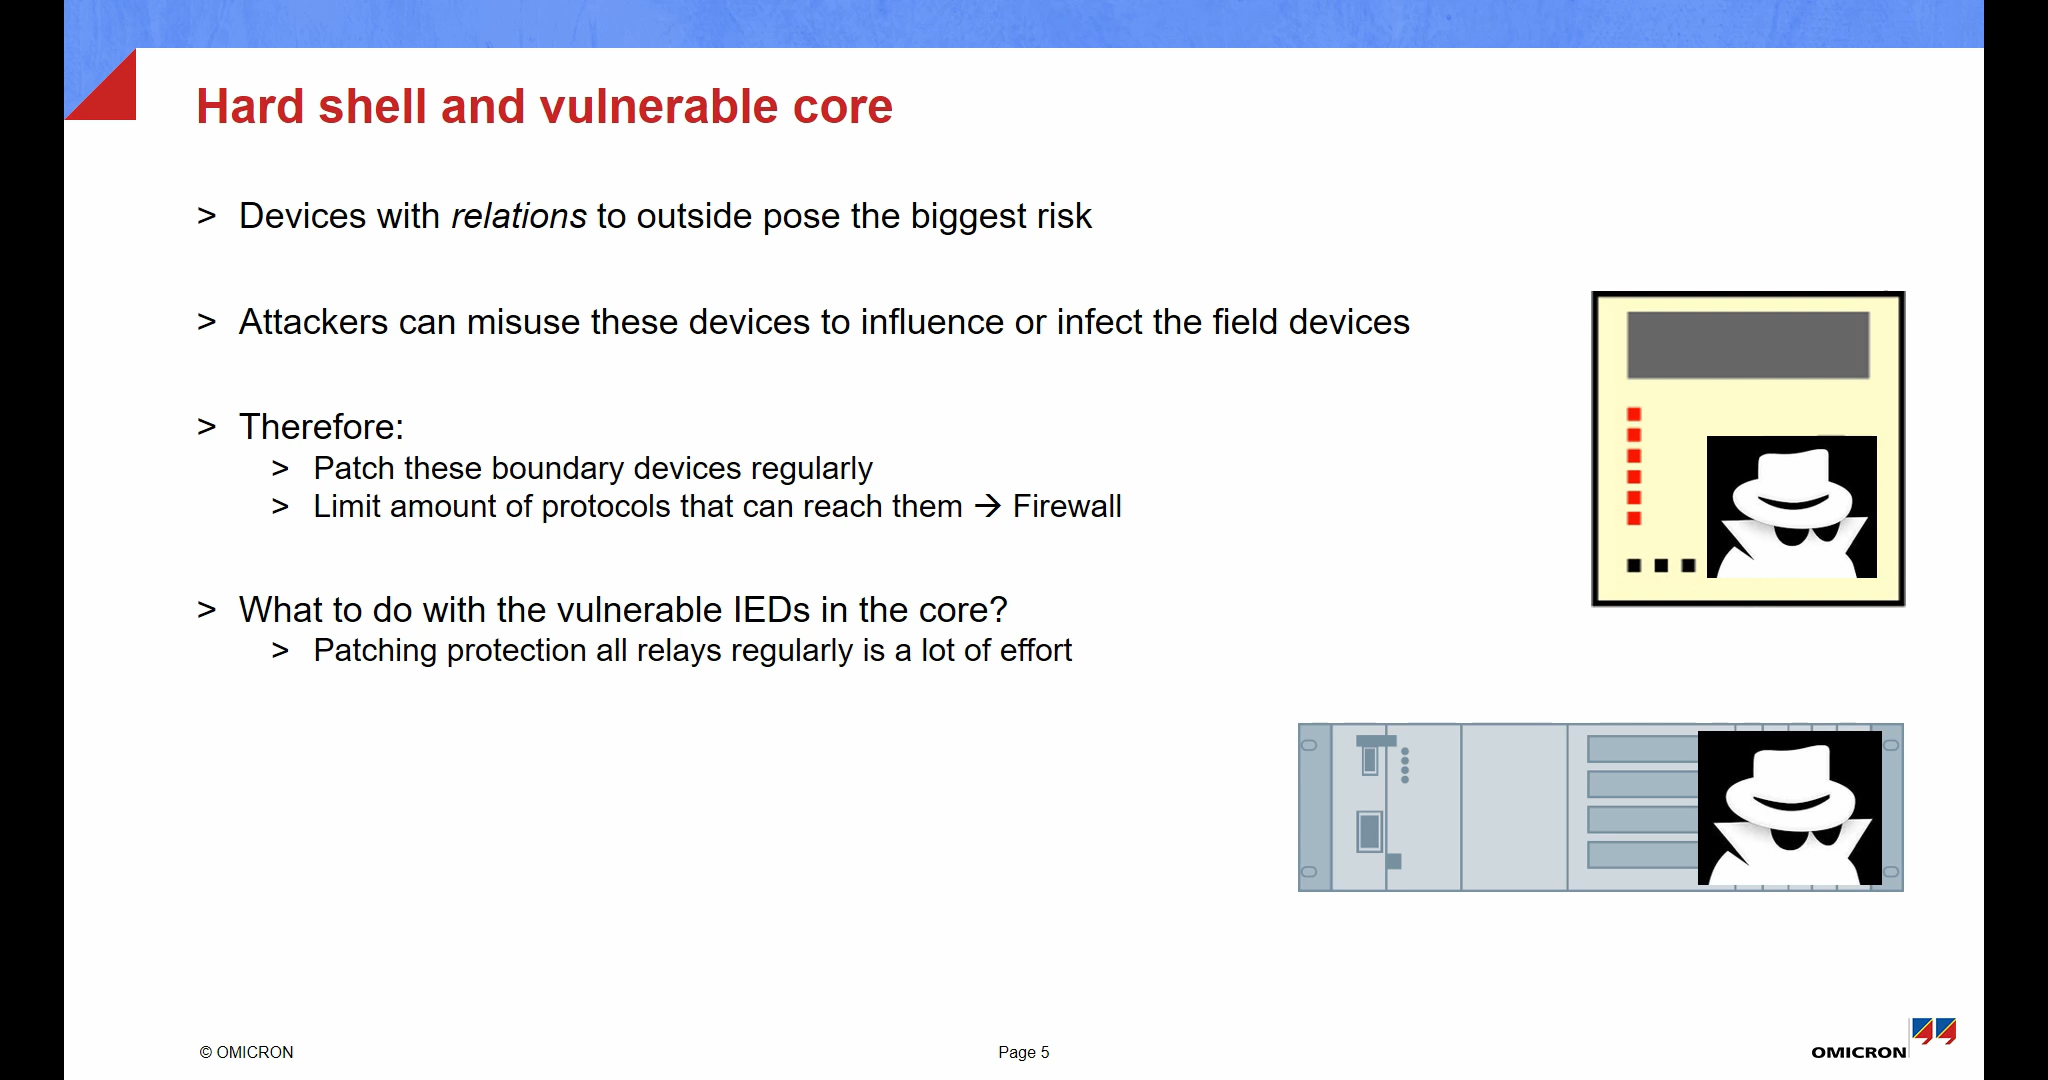 Hard shell and vulnerable core
> Devices with relations to outside pose the biggest risk
> Attackers can misuse these devices to influence or infect the field devices
> Therefore:
> Patch these boundary devices regularly
> Limit amount of protocols that can reach them → Firewall
> What to do with the vulnerable IEDs in the core?
> Patching protection all relays regularly is a lot of effort
© OMICRON
Page 5
OMICRON